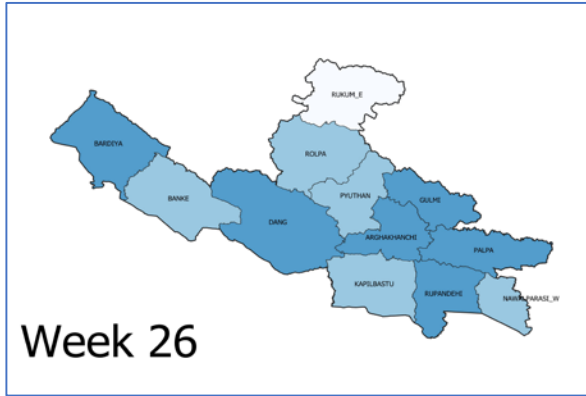 RUKUM_E
ROLPA
BARDIYA
PYUTHAN
BANKE
GULMI
DANG
ARGHAKHANCHI
PALPA
KAPILBASTU
RUPANDEHI
NAWALPARASI_W
Week 26